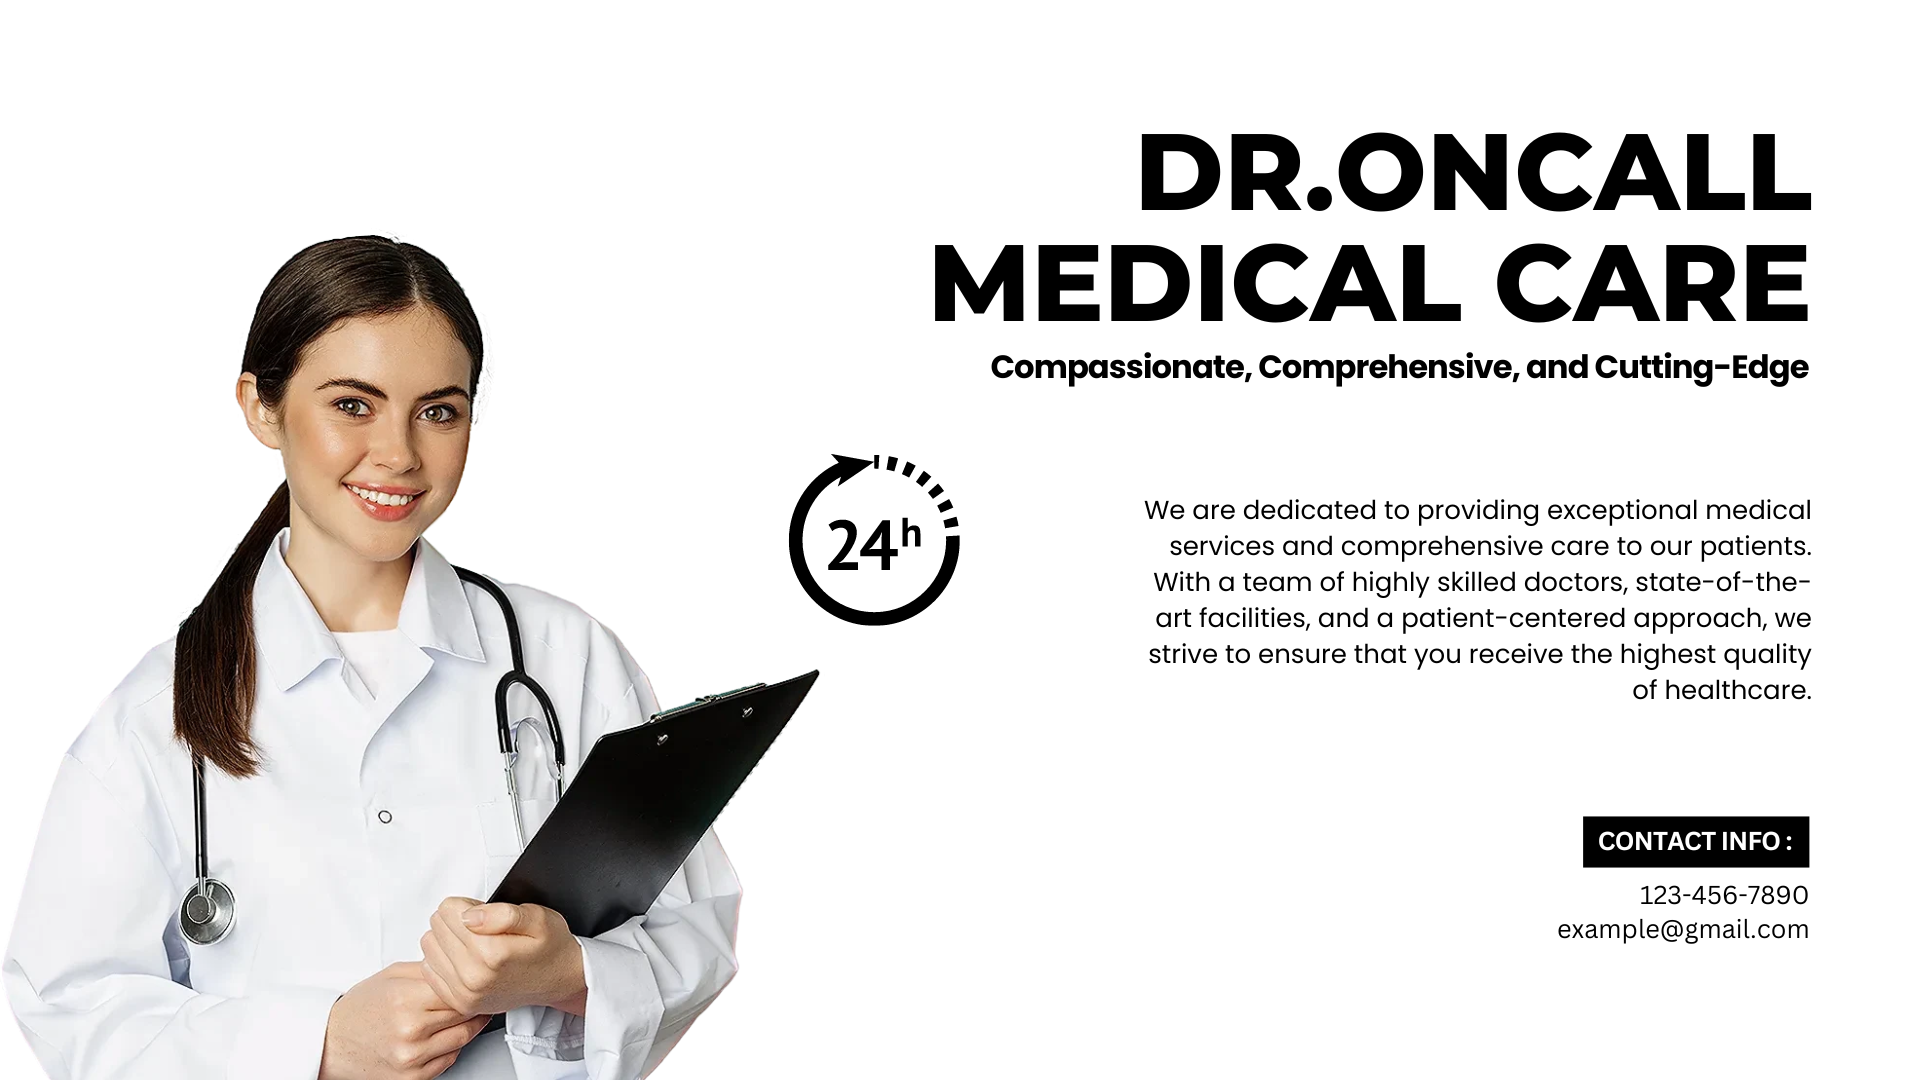 DR.ONCALL
MEDICAL CARE
Compassionate, Comprehensive, and Cutting-Edge
24h
We are dedicated to providing exceptional medical
services and comprehensive care to our patients.
With a team of highly skilled doctors, state-of-the-
art facilities, and a patient-centered approach, we
strive to ensure that you receive the highest quality
of healthcare.
CONTACT INFO :
123-456-7890
example@gmail.com